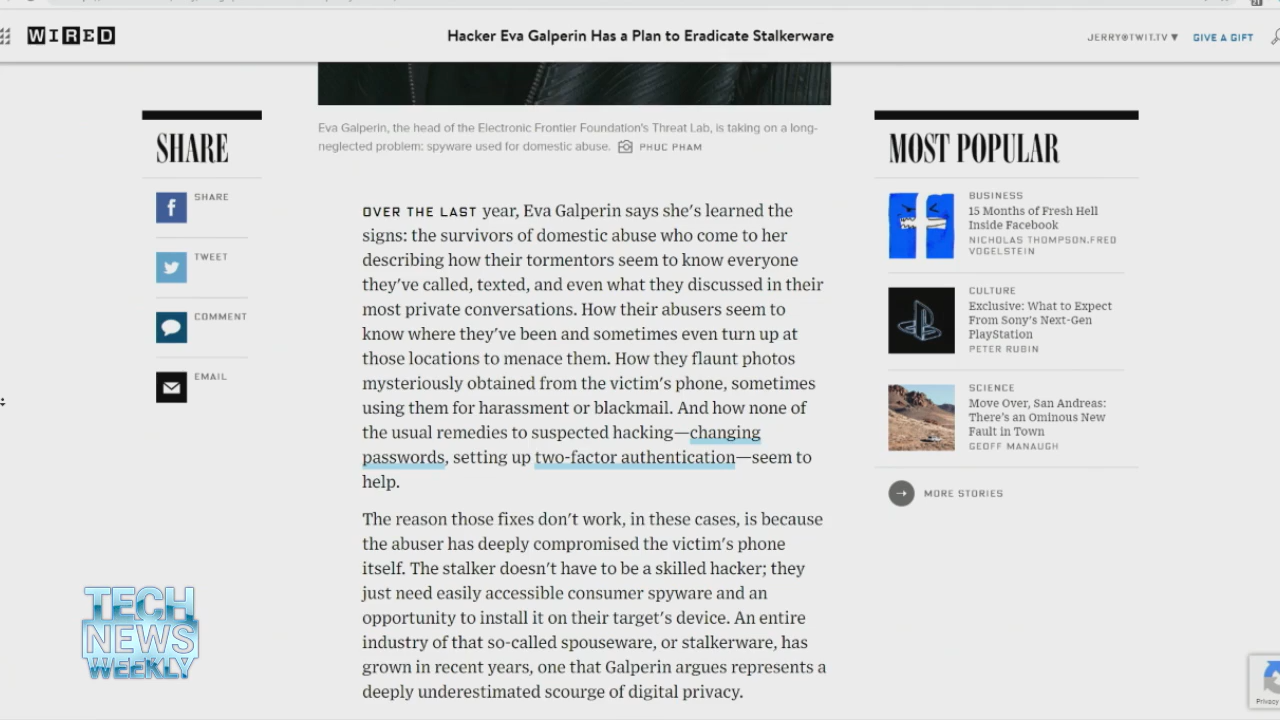 WIRED
Hacker Eva Galperin Has a Plan to Eradicate Stalkerware
JERRY@TWIT.TV ▼
GIVE A GIFT
Eva Galperin, the head of the Electronic Frontier Foundation's Threat Lab, is taking on a long-
neglected problem: spyware used for domestic abuse. PHUC PHAM
SHARE
SHARE
TWEET
COMMENT
EMAIL
OVER THE LAST year, Eva Galperin says she's learned the
signs: the survivors of domestic abuse who come to her
describing how their tormentors seem to know everyone
they've called, texted, and even what they discussed in their
most private conversations. How their abusers seem to
know where they've been and sometimes even turn up at
those locations to menace them. How they flaunt photos
mysteriously obtained from the victim's phone, sometimes
using them for harassment or blackmail. And how none of
the usual remedies to suspected hacking—changing
passwords, setting up two-factor authentication—seem to
help.
The reason those fixes don't work, in these cases, is because
the abuser has deeply compromised the victim's phone
itself. The stalker doesn't have to be a skilled hacker; they
just need easily accessible consumer spyware and an
opportunity to install it on their target's device. An entire
industry of that so-called spouseware, or stalkerware, has
grown in recent years, one that Galperin argues represents a
deeply underestimated scourge of digital privacy.
MOST POPULAR
BUSINESS
15 Months of Fresh Hell
Inside Facebook
NICHOLAS THOMPSON,FRED
VOGELSTEIN
CULTURE
Exclusive: What to Expect
From Sony's Next-Gen
PlayStation
PETER RUBIN
SCIENCE
Move Over, San Andreas:
There's an Ominous New
Fault in Town
GEOFF MANAUGH
MORE STORIES
TECH
NEWS
WEEKLY
Privacy